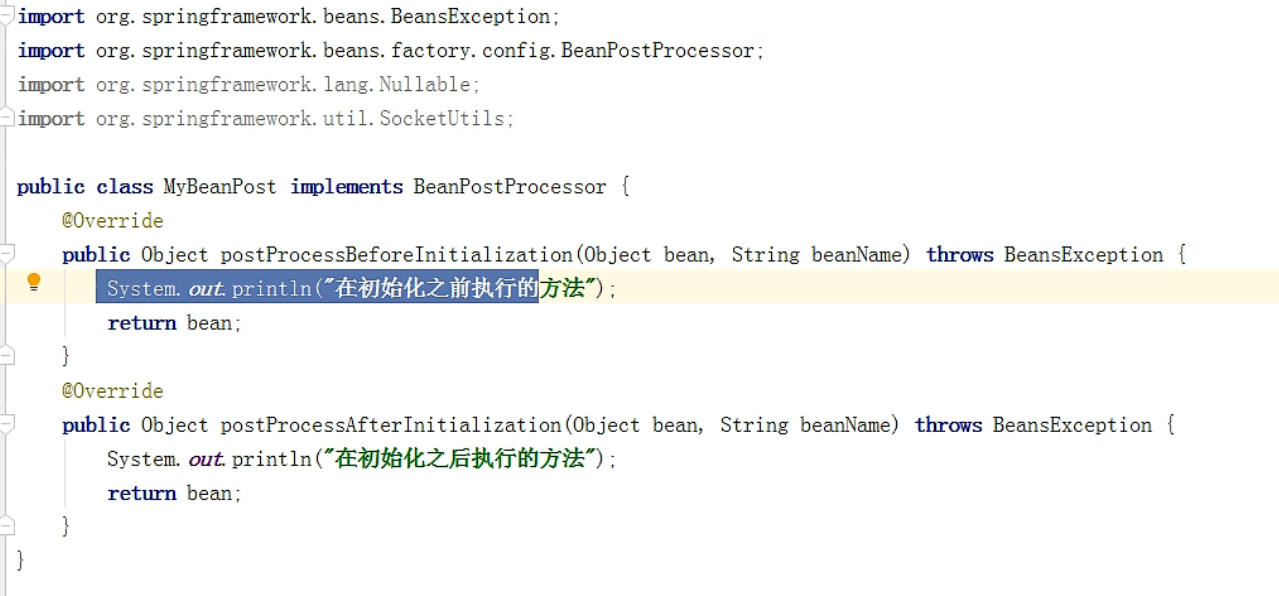 import org.springframework.beans.BeansException;
import org.springframework.beans.factory.config.BeanPostProcessor;
import org.springframework.lang.Nullable;
import org.springframework.util.SocketUtils;
public class MyBeanPost implements BeanPostProcessor {
@Override
public Object postProcessBeforeInitialization(Object bean, String beanName) throws BeansException {
System.out.println("在初始化之前执行的方法");
return bean;
}
@Override
public Object postProcessAfterInitialization(Object bean, String beanName) throws BeansException {
System.out.println("在初始化之后执行的方法");
return bean;
}
}